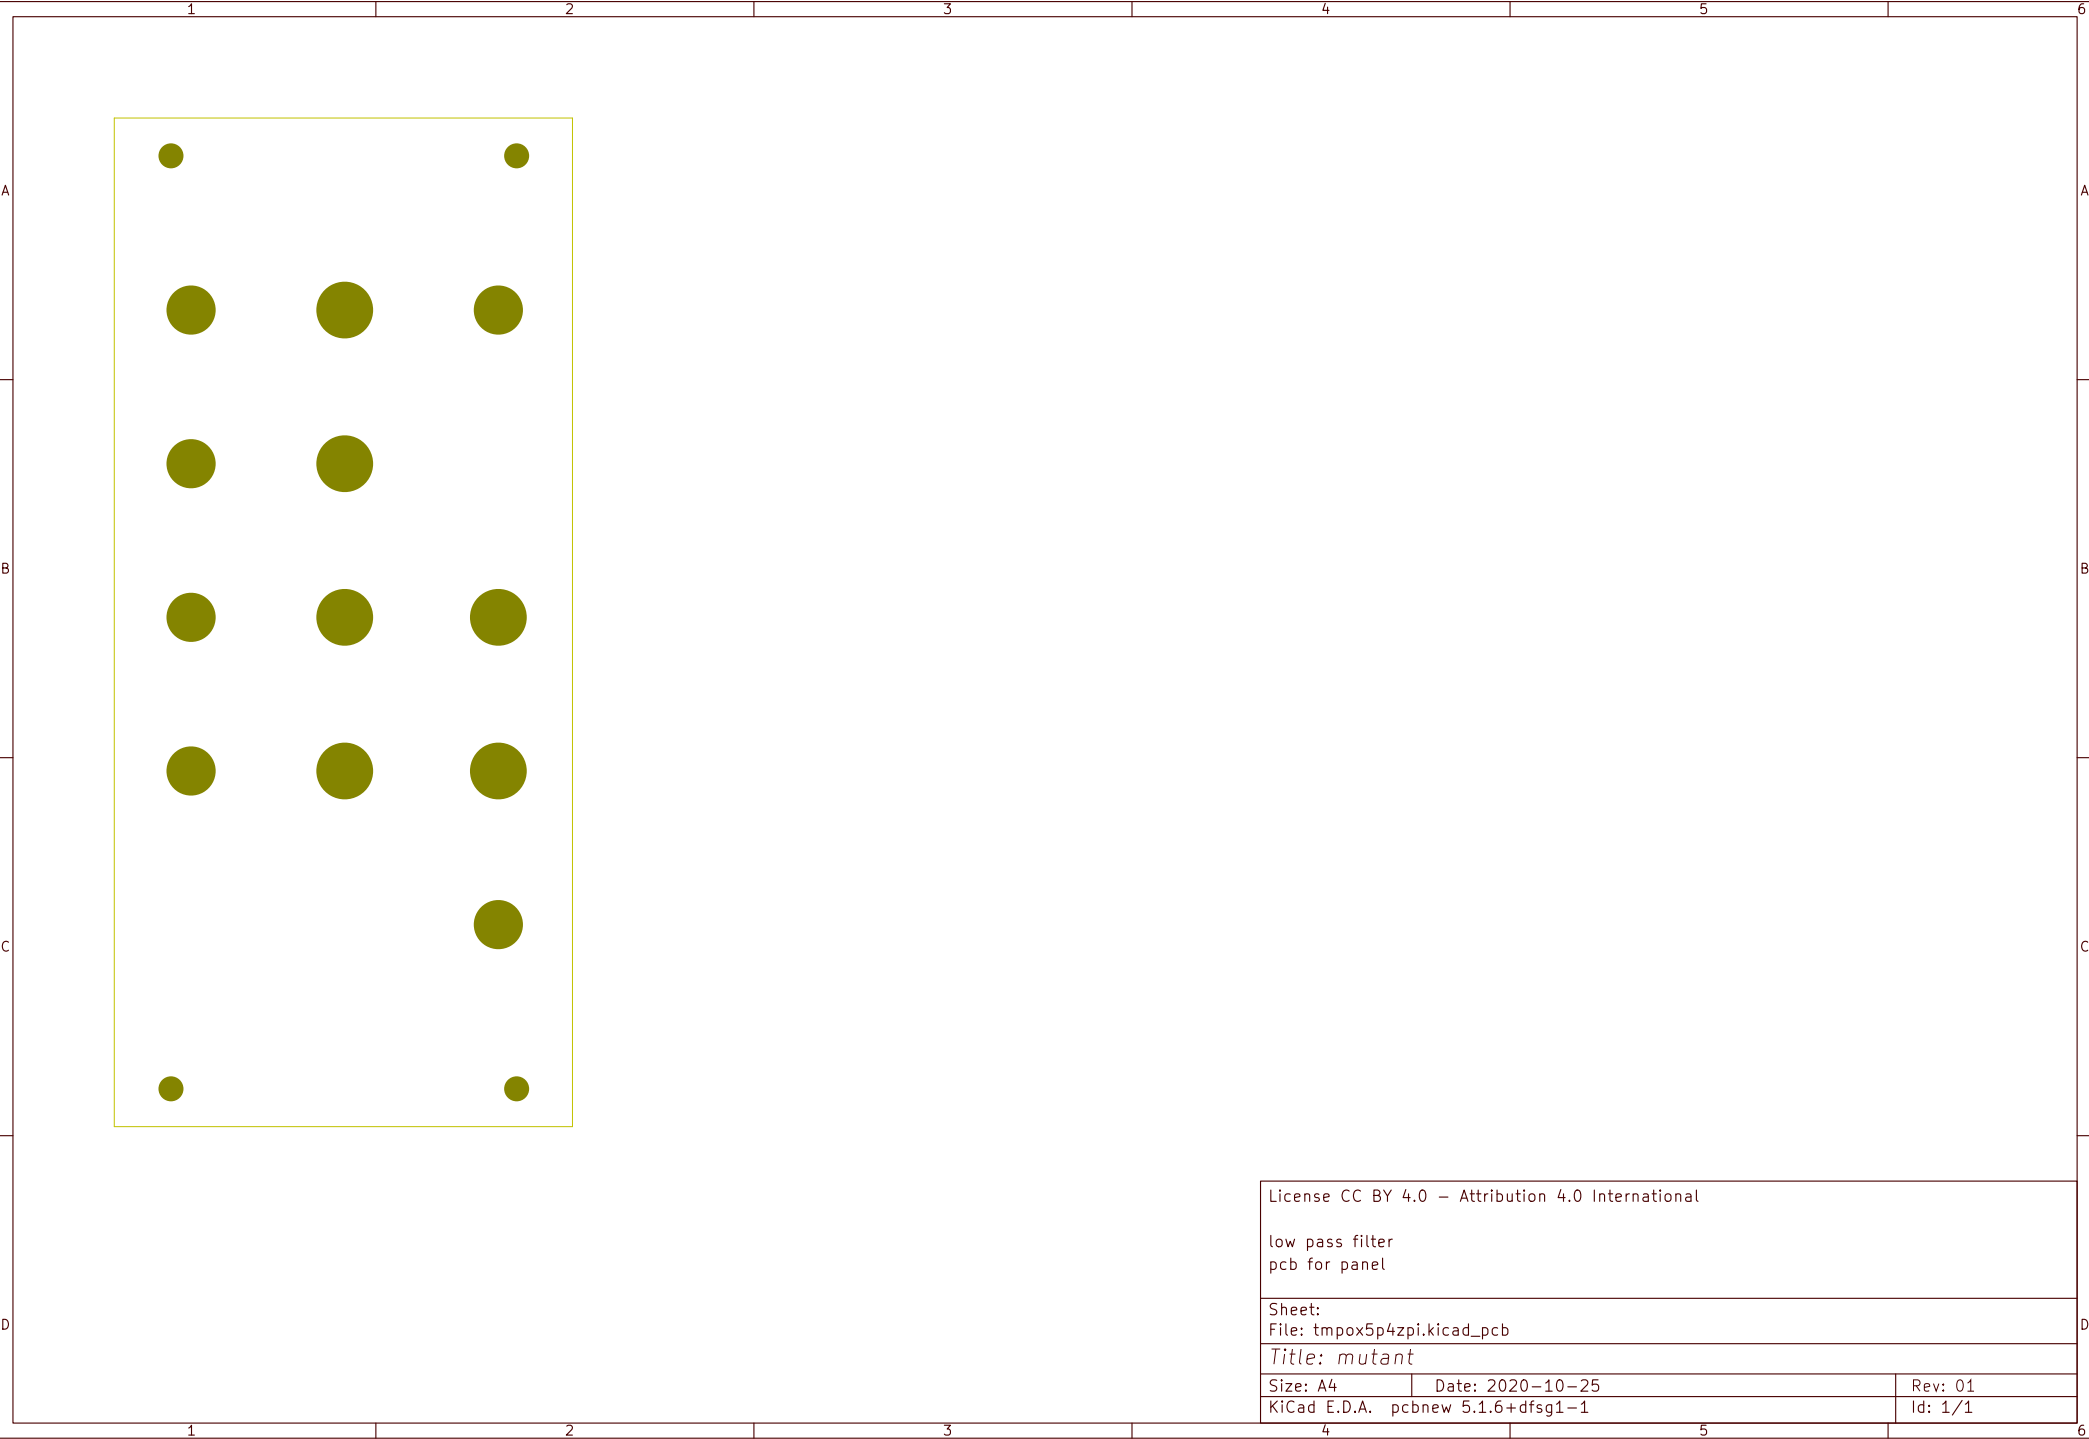 1 2 3 4 5 6
A A
B B
C C
License CC BY 4.0 - Attribution 4.0 International
low pass filter
pcb for panel
Sheet:
D D
File: tmpox5p4zpi.kicad_pcb
Title: mutant
Size: A4 Date: 2020-10-25 Rev: 01
KiCad E.D.A. pcbnew 5.1.6+dfsg1-1 Id: 1/1
1 2 3 4 5 6